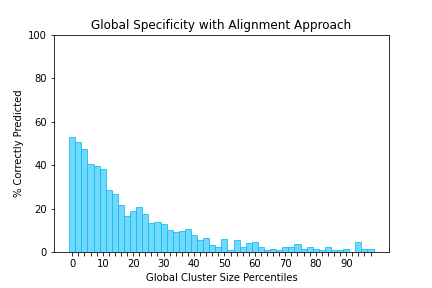 Global Specificity with Alignment Approach
100
80
60
40
20
0
% Correctly Predicted
0 10 20 30 40 50 60 70 80 90
Global Cluster Size Percentiles